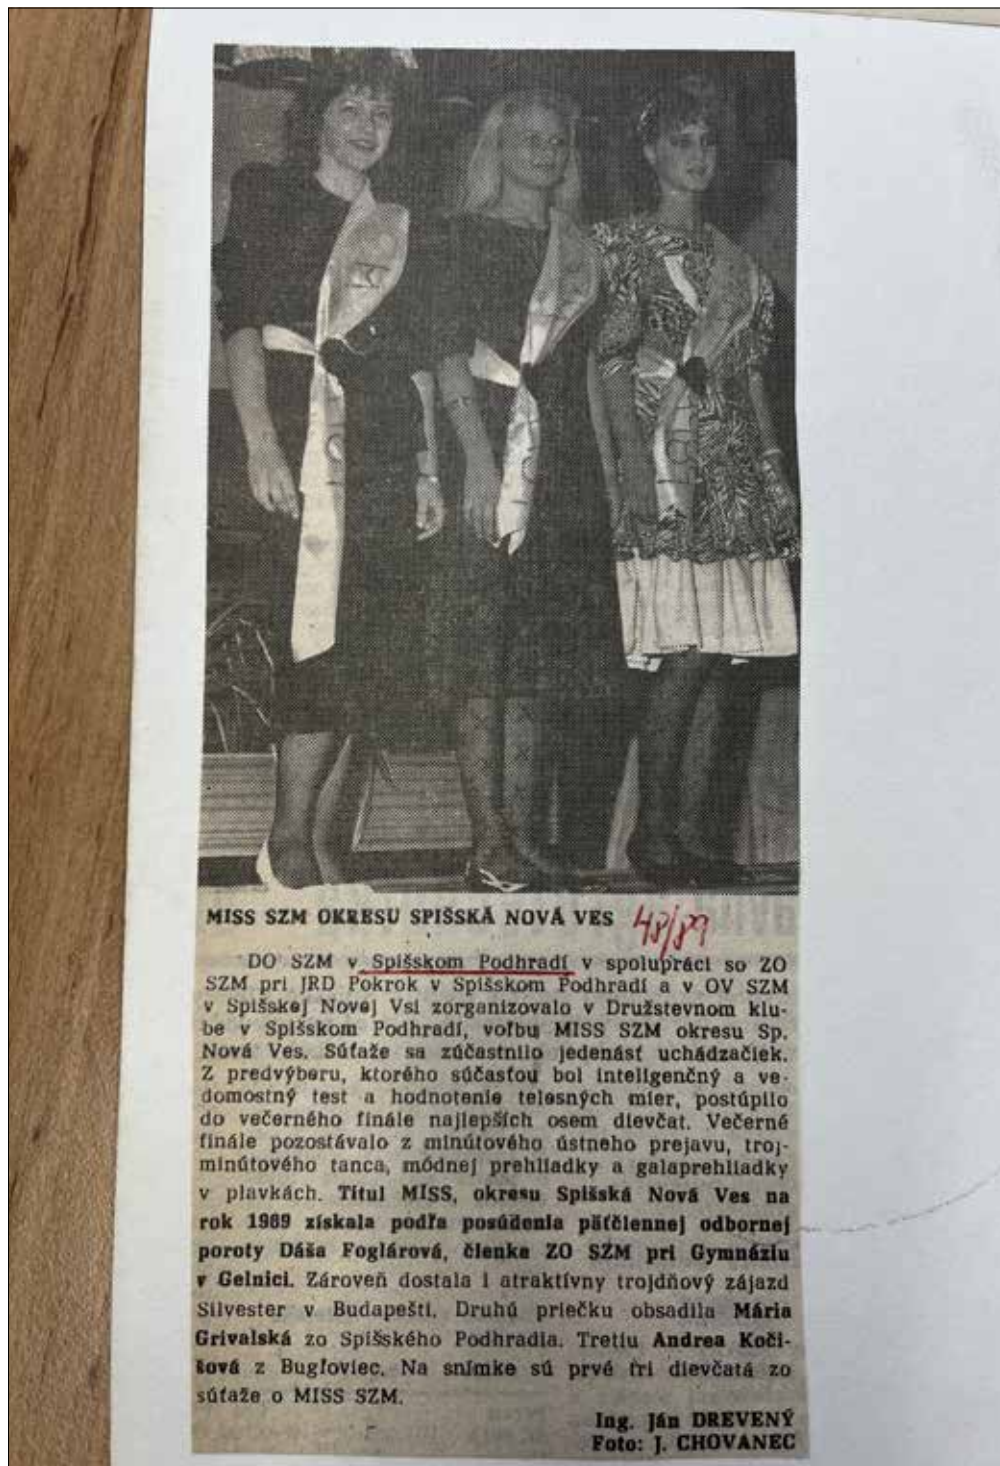 MISS SZM OKRESU SPIŠSKÁ NOVÁ VES 48/89
DO SZM v Spišskom Podhradí v spolupráci so ZO
SZM pri JRD Pokrok v Spišskom Podhradí a v OV SZM
v Spišskej Novej Vsi zorganizovalo v Družstevnom klu-
be v Spišskom Podhradí, voľbu MISS SZM okresu Sp.
Nová Ves. Súťaže sa zúčastnilo jedenásť uchádzačiek.
Z predvýberu, ktorého súčasťou bol inteligenčný a ve-
domostný test a hodnotenie telesných mier, postúpilo
do večerného finále najlepších osem dievčat. Večerné
finále pozostávalo z minútového ústneho prejavu, troj-
minútového tanca, módnej prehliadky a galaprehliadky
v plavkách. Titul MISS, okresu Spišská Nová Ves na
rok 1989 získala podľa posúdenia päťčlennej odbornej
poroty Dáša Foglárová, členka ZO SZM pri Gymnáziu
v Gelnici. Zároveň dostala i atraktívny trojdňový zájazd
Silvester v Budapešti. Druhú priečku obsadila Mária
Grivalská zo Spišského Podhradia. Tretiu Andrea Koči-
šová z Bugľoviec. Na snímke sú prvé tri dievčatá zo
súťaže o MISS SZM.
Ing. Ján DREVENÝ
Foto: J. CHOVANEC